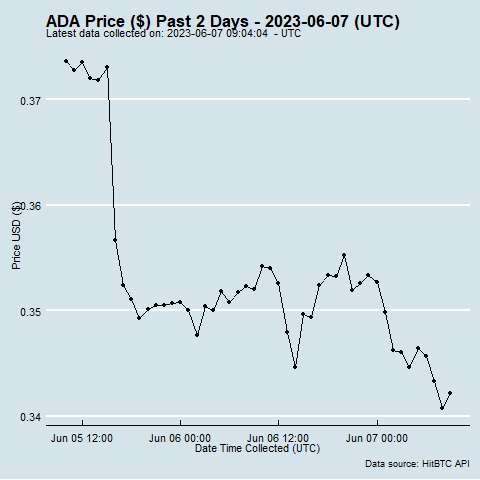 ADA Price ($) Past 2 Days - 2023-06-07 (UTC)
Latest data collected on: 2023-06-07 09:04:04 - UTC
0.37
0.36
0.35
0.34
Price USD ($)
Jun 05 12:00 Jun 06 00:00 Jun 06 12:00 Jun 07 00:00
Date Time Collected (UTC)
Data source: HitBTC API